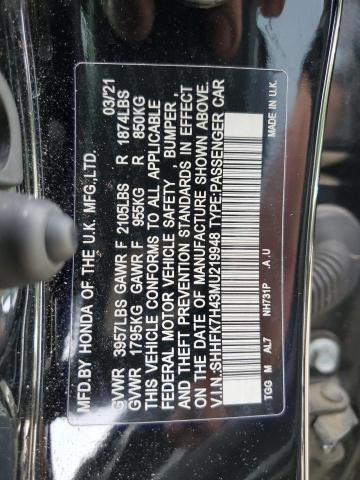 MFD.BY HONDA OF THE U.K. MFG.,LTD. 03/21
GVWR 3957LBS GAWR F 2105LBS R 1874LBS
GVWR 1795KG GAWR F 955KG R 850KG
THIS VEHICLE CONFORMS TO ALL APPLICABLE
FEDERAL MOTOR VEHICLE SAFETY, BUMPER,
AND THEFT PREVENTION STANDARDS IN EFFECT
ON THE DATE OF MANUFACTURE SHOWN ABOVE.
V.I.N.:SHHFK7H43MU219948 TYPE:PASSENGER CAR
TGG M AL7 NH731P .A.U
MADE IN U.K.